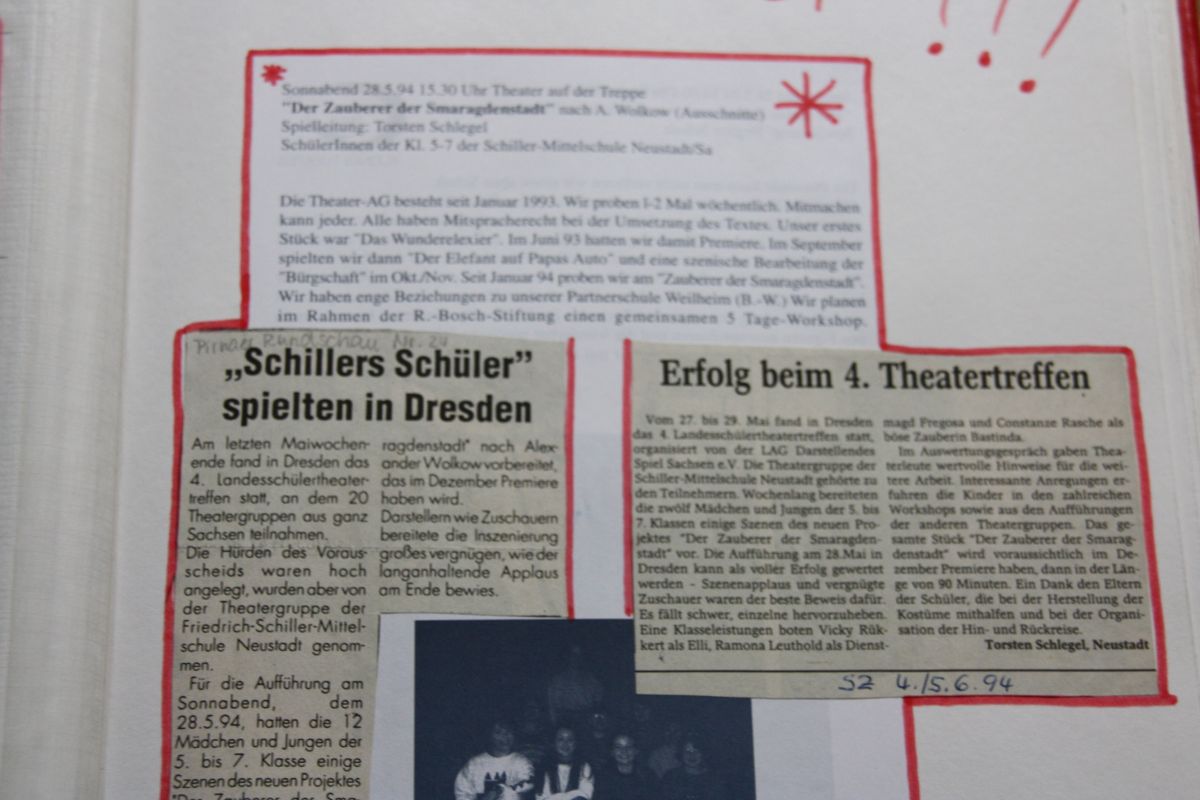 Sonnabend 28.5.94 15.30 Uhr Theater auf der Treppe
"Der Zauberer der Smaragdenstadt" nach A. Wolkow (Ausschnitte)
Spielleitung: Torsten Schlegel
SchülerInnen der Kl. 5-7 der Schiller-Mittelschule Neustadt/Sa
Die Theater-AG besteht seit Januar 1993. Wir proben 1-2 Mal wöchentlich. Mitmachen
kann jeder. Alle haben Mitspracherecht bei der Umsetzung des Textes. Unser erstes
Stück war "Das Wunderelexier". Im Juni 93 hatten wir damit Premiere. Im September
spielten wir dann "Der Elefant auf Papas Auto" und eine szenische Bearbeitung der
"Bürgschaft" im Okt./Nov. Seit Januar 94 proben wir am "Zauberer der Smaragdenstadt".
Wir haben enge Beziehungen zu unserer Partnerschule Weilheim (B.-W.) Wir planen
im Rahmen der R.-Bosch-Stiftung einen gemeinsamen 5 Tage-Workshop.
Pirnaer Rundschau Nr. 24
„Schillers Schüler”
spielten in Dresden
Am letzten Maiwochen-
ende fand in Dresden das
4. Landesschülertheater-
treffen statt, an dem 20
Theatergruppen aus ganz
Sachsen teilnahmen.
Die Hürden des Voraus-
scheids waren hoch
angelegt, wurden aber von
der Theatergruppe der
Friedrich-Schiller-Mittel-
schule Neustadt genom-
men.
Für die Aufführung am
Sonnabend, dem
28.5.94, hatten die 12
Mädchen und Jungen der
5. bis 7. Klasse einige
Szenen des neuen Projektes
"Der Zauberer der Sma-
ragdenstadt" nach Alex-
ander Wolkow vorbereitet,
das im Dezember Premiere
haben wird.
Darstellern wie Zuschauern
bereitete die Inszenierung
großes vergnügen, wie der
langanhaltende Applaus
am Ende bewies.
Erfolg beim 4. Theatertreffen
Vom 27. bis 29. Mai fand in Dresden
das 4. Landesschülertheatertreffen statt,
organisiert von der LAG Darstellendes
Spiel Sachsen e.V. Die Theatergruppe der
Schiller-Mittelschule Neustadt gehörte zu
den Teilnehmern. Wochenlang bereiteten
die zwölf Mädchen und Jungen der 5. bis
7. Klassen einige Szenen des neuen Pro-
jektes "Der Zauberer der Smaragden-
stadt" vor. Die Aufführung am 28.Mai in
Dresden kann als voller Erfolg gewertet
werden - Szenenapplaus und vergnügte
Zuschauer waren der beste Beweis dafür.
Es fällt schwer, einzelne hervorzuheben.
Eine Klasseleistungen boten Vicky Rük-
kert als Elli, Ramona Leuthold als Dienst-
magd Fregosa und Constanze Rasche als
böse Zauberin Bastinda.
Im Auswertungsgespräch gaben Thea-
terleute wertvolle Hinweise für die wei-
tere Arbeit. Interessante Anregungen er-
fuhren die Kinder in den zahlreichen
Workshops sowie aus den Aufführungen
der anderen Theatergruppen. Das ge-
samte Stück "Der Zauberer der Smarag-
denstadt" wird voraussichtlich im De-
zember Premiere haben, dann in der Län-
ge von 90 Minuten. Ein Dank den Eltern
der Schüler, die bei der Herstellung der
Kostüme mithalfen und bei der Organi-
sation der Hin- und Rückreise.
Torsten Schlegel, Neustadt
SZ 4./5.6.94